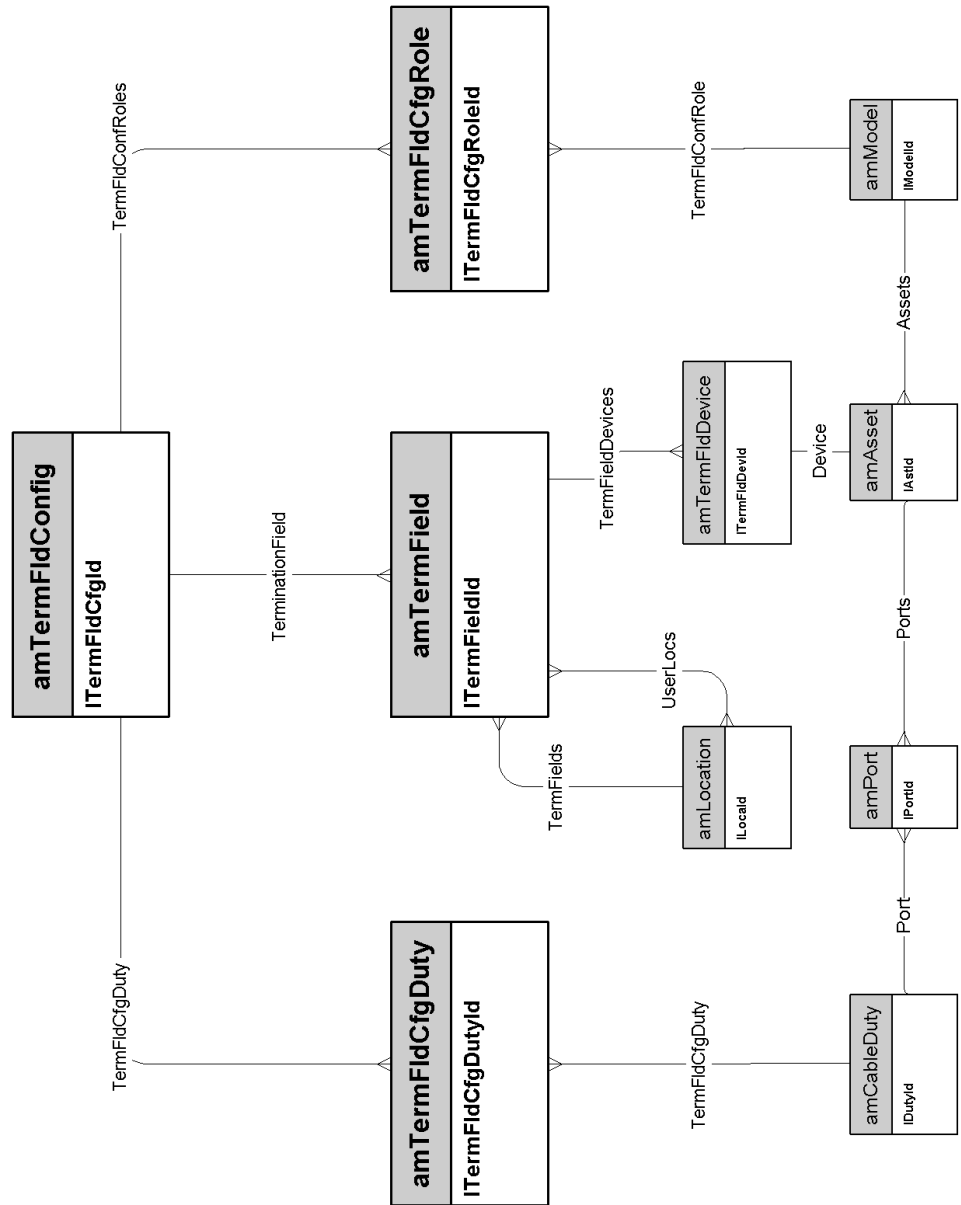 amTermFldConfig
lTermFldCfgId
TermFldCfgDuty
TerminationField
TermFldConfRoles
amTermFldCfgDuty
lTermFldCfgDutyId
amTermField
lTermFieldId
amTermFldCfgRole
lTermFldCfgRoleId
TermFields
UserLocs
TermFieldDevices
amLocation
lLocaId
amTermFldDevice
lTermFldDevId
TermFldCfgDuty
Device
TermFldConfRole
amCableDuty
lDutyId
Port
amPort
lPortId
Ports
amAsset
lAstId
Assets
amModel
lModelId